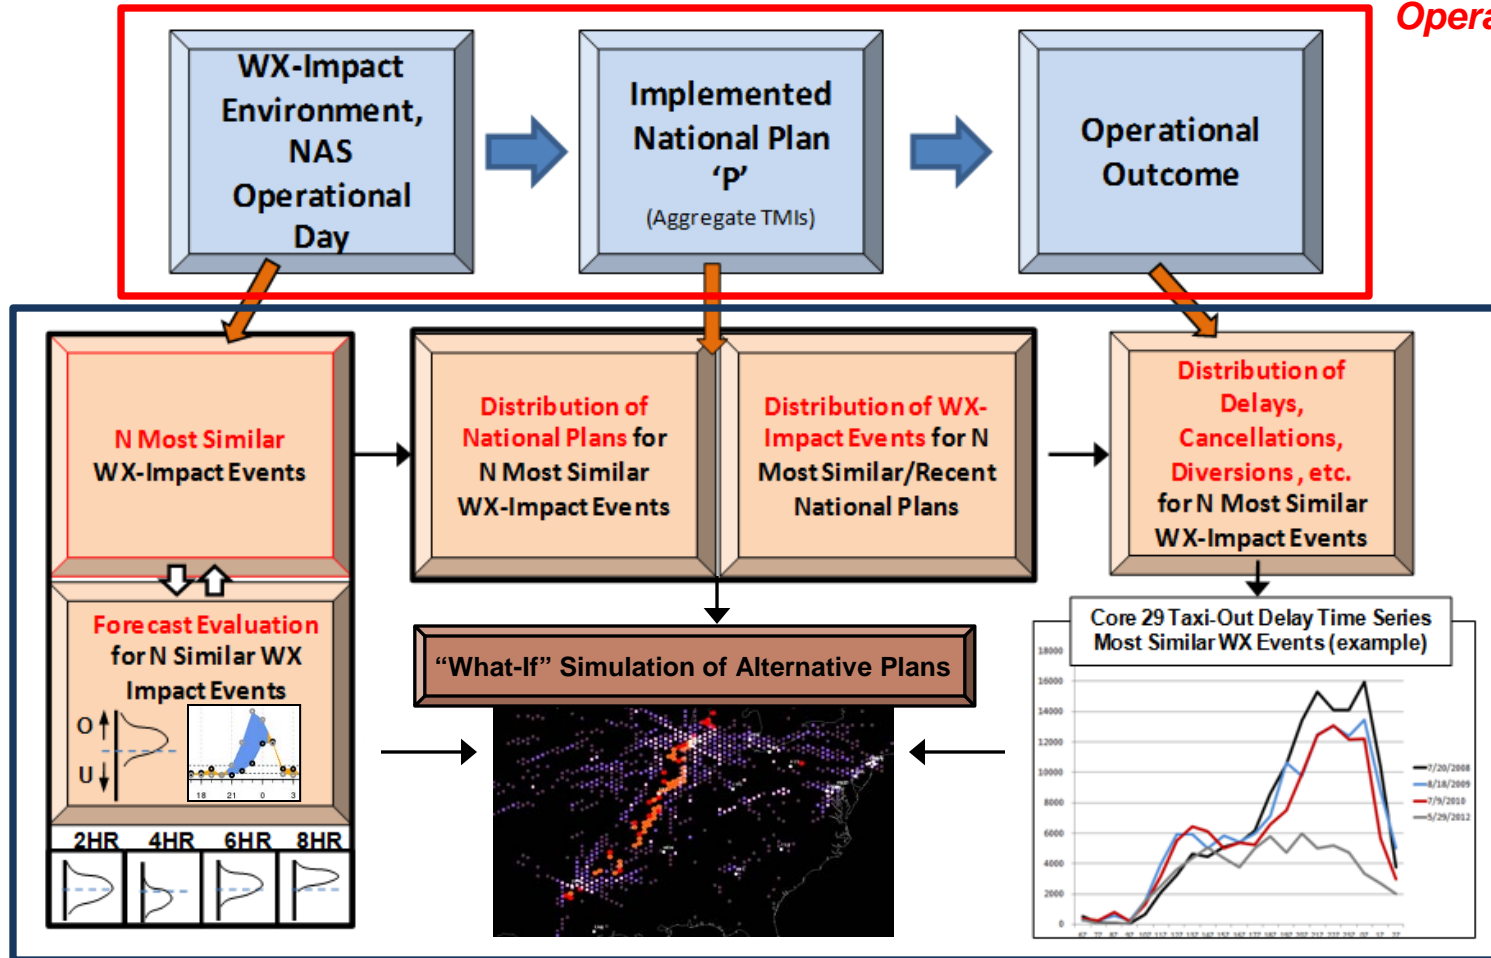 Opera
WX-Impact
Environment,
NAS
Operational
Day
Implemented
National Plan
‘P’
(Aggregate TMIs)
Operational
Outcome
N Most Similar
WX-Impact Events
Distribution of
National Plans for
N Most Similar
WX-Impact Events
Distribution of WX-
Impact Events for N
Most Similar/Recent
National Plans
Distribution of
Delays,
Cancellations,
Diversions, etc.
for N Most Similar
WX-Impact Events
Forecast Evaluation
for N Similar WX
Impact Events
O
U
18 21 0 3
2HR 4HR 6HR 8HR
“What-If” Simulation of Alternative Plans
Core 29 Taxi-Out Delay Time Series
Most Similar WX Events (example)
18000
16000
14000
12000
10000
8000
6000
4000
2000
0
7/20/2008
8/18/2009
7/9/2010
5/29/2012